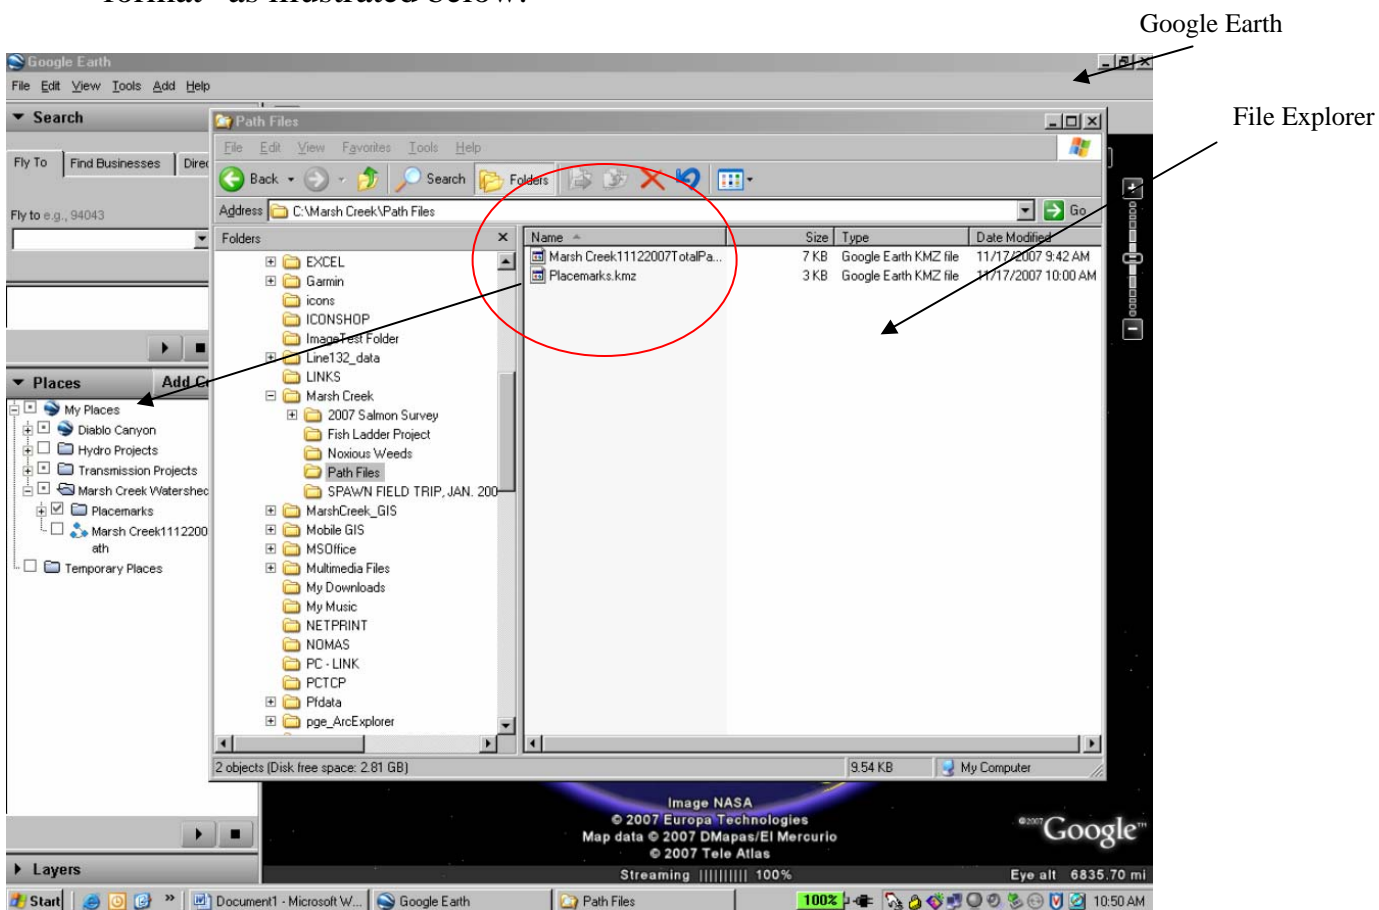 format" as illustrated below.
Google Earth
File Explorer
Google Earth
File Edit View Tools Add Help
Search
Fly To
Find Businesses
Fly to e.g., 94043
Path Files
File Edit View Favorites Tools Help
Back
Search
Folders
Address C:\Marsh Creek\Path Files
Go
Folders
Name
Size
Type
Date Modified
Marsh Creek11122007TotalPa...
7 KB
Google Earth KMZ file
11/17/2007 9:42 AM
Placemarks.kmz
3 KB
Google Earth KMZ file
11/17/2007 10:00 AM
EXCEL
Garmin
icons
ICONSHOP
ImageTest Folder
Line132_data
LINKS
Marsh Creek
2007 Salmon Survey
Fish Ladder Project
Noxious Weeds
Path Files
SPAWN FIELD TRIP, JAN. 200
MarshCreek_GIS
Mobile GIS
MSOffice
Multimedia Files
My Downloads
My Music
NETPRINT
NOMAS
PC - LINK
PCTCP
Pfdata
pge_ArcExplorer
2 objects (Disk free space: 2.81 GB)
9.54 KB
My Computer
Places
Add
My Places
Diablo Canyon
Hydro Projects
Transmission Projects
Marsh Creek Watershed
Placemarks
Marsh Creek1112200
ath
Temporary Places
Layers
Image NASA
© 2007 Europa Technologies
Map data © 2007 DMapas/El Mercurio
© 2007 Tele Atlas
©2007 Google™
Streaming |||||||||| 100%
Eye alt 6835.70 mi
Start
Document1 - Microsoft W...
Google Earth
Path Files
100%
10:50 AM